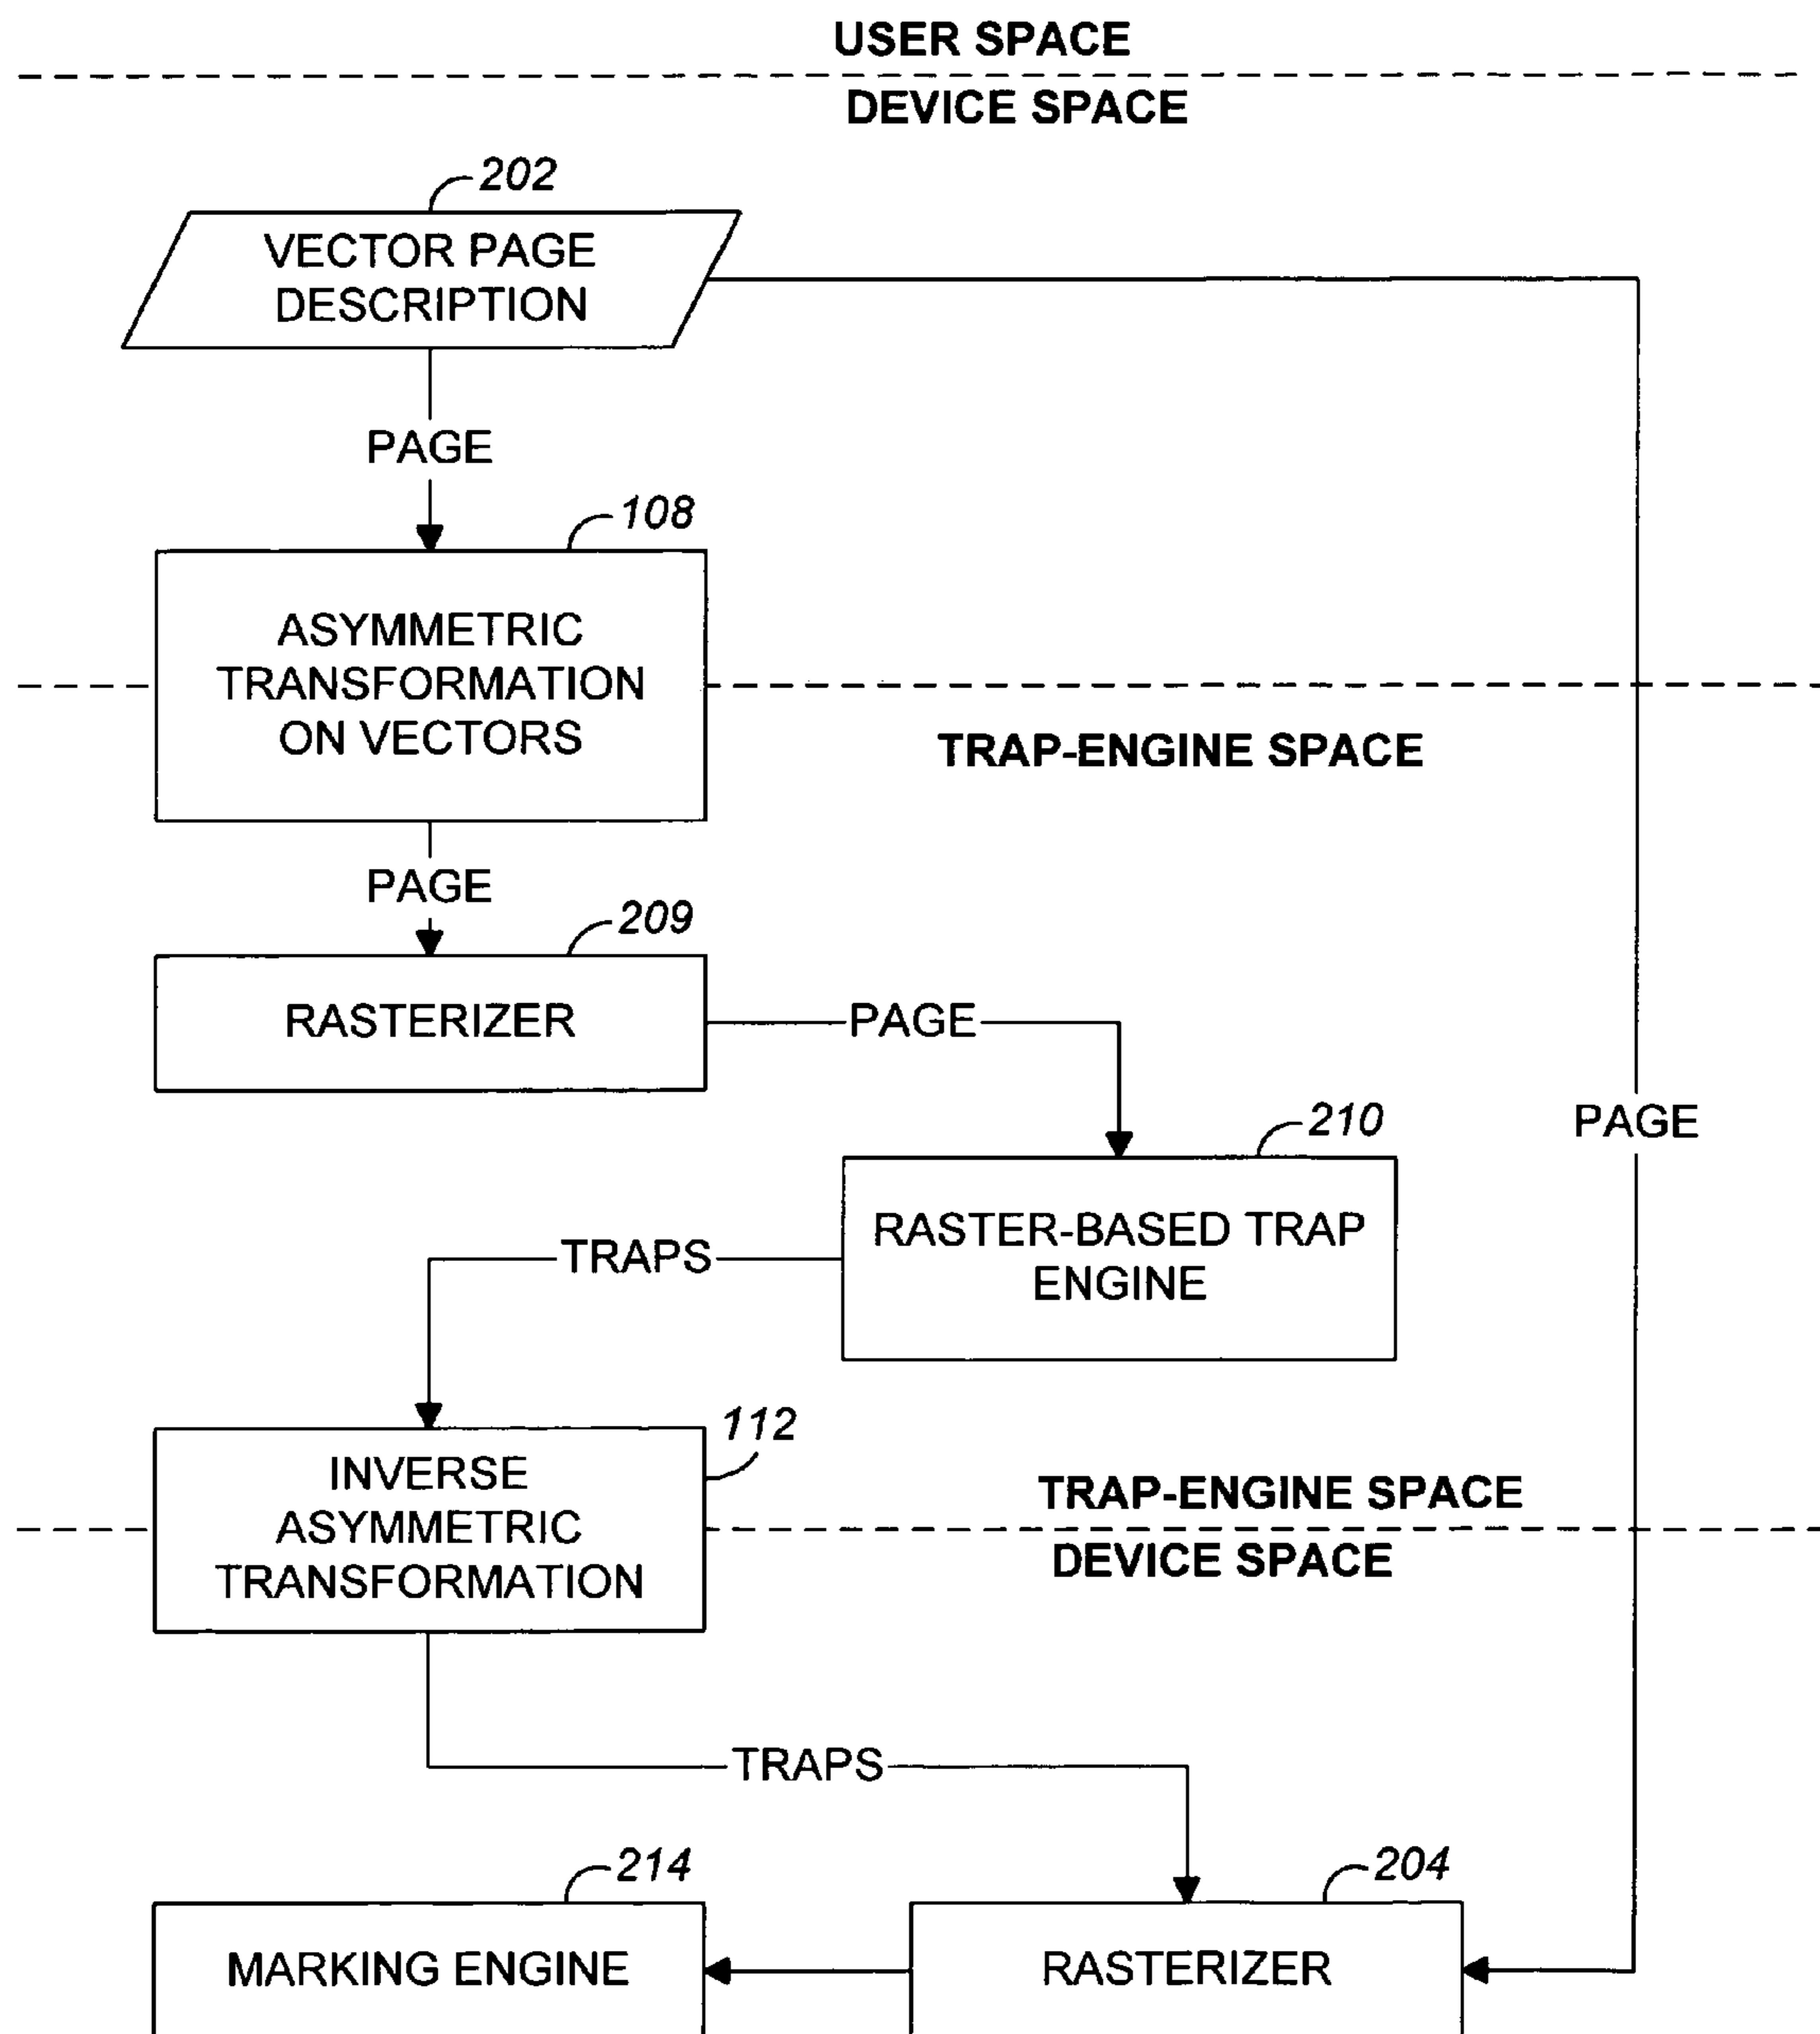 USER SPACE
DEVICE SPACE
202
VECTOR PAGE
DESCRIPTION
PAGE
108
ASYMMETRIC
TRANSFORMATION
ON VECTORS
TRAP-ENGINE SPACE
PAGE
209
RASTERIZER
PAGE
210
PAGE
RASTER-BASED TRAP
ENGINE
TRAPS
112
INVERSE
ASYMMETRIC
TRANSFORMATION
TRAP-ENGINE SPACE
DEVICE SPACE
TRAPS
214
204
MARKING ENGINE
RASTERIZER